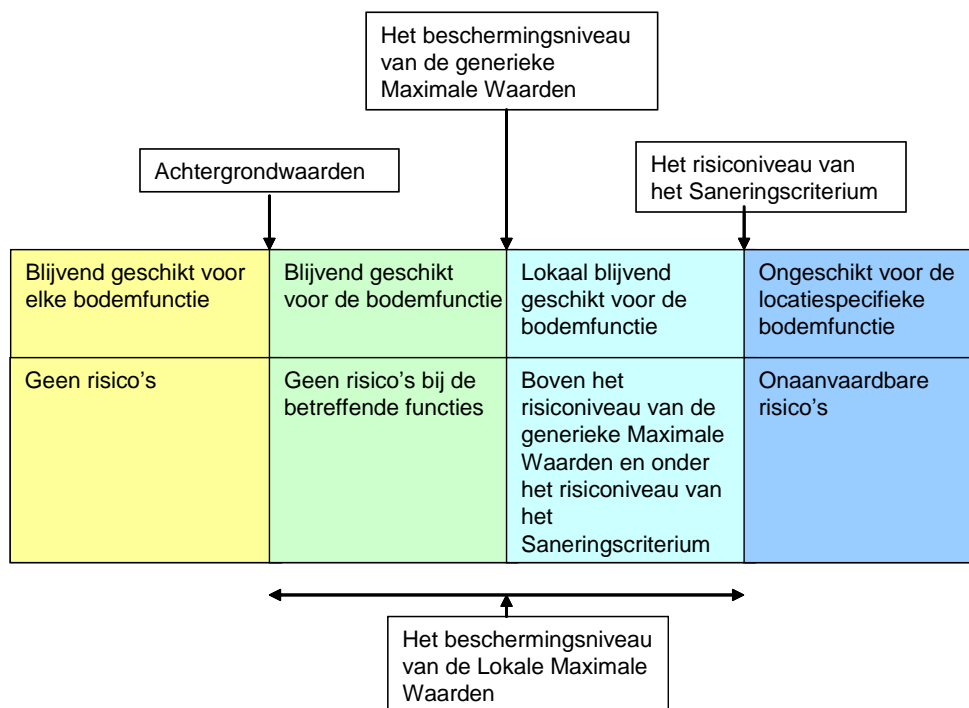 Het beschermingsniveau
van de generieke
Maximale Waarden
Achtergrondwaarden
Het risiconiveau van
het Saneringscriterium
Blijvend geschikt voor
elke bodemfunctie
Blijvend geschikt
voor de bodemfunctie
Lokaal blijvend
geschikt voor de
bodemfunctie
Ongeschikt voor de
locatiespecifieke
bodemfunctie
Geen risico's
Geen risico's bij de
betreffende functies
Boven het
risiconiveau van de
generieke Maximale
Waarden en onder
het risiconiveau van
het
Saneringscriterium
Onaanvaardbare
risico's
Het beschermingsniveau
van de Lokale Maximale
Waarden